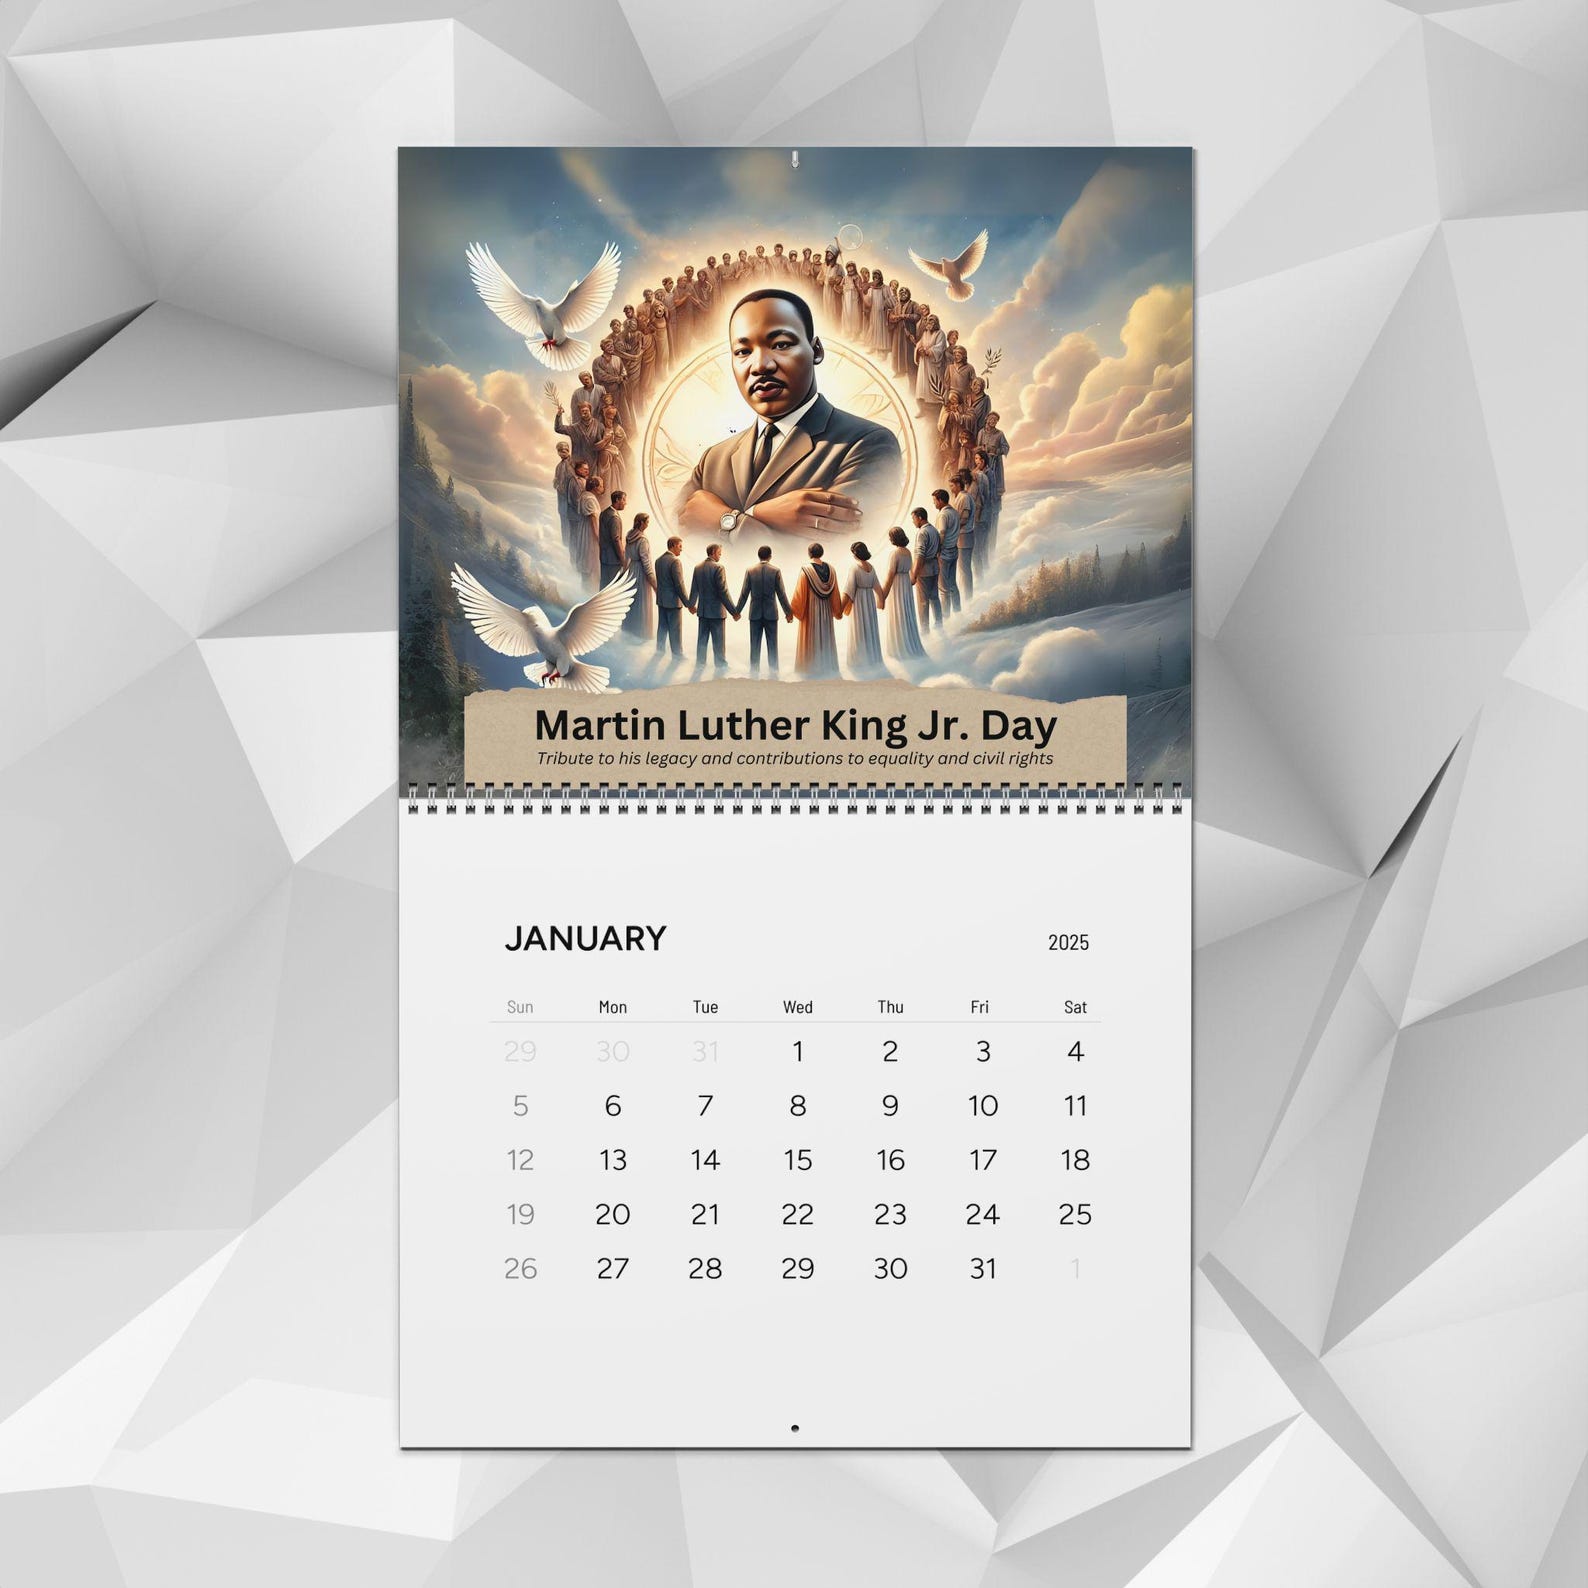 Martin Luther King Jr. Day
Tribute to his legacy and contributions to equality and civil rights
JANUARY 2025
Sun Mon Tue Wed Thu Fri Sat
29 30 31 1 2 3 4
5 6 7 8 9 10 11
12 13 14 15 16 17 18
19 20 21 22 23 24 25
26 27 28 29 30 31 1